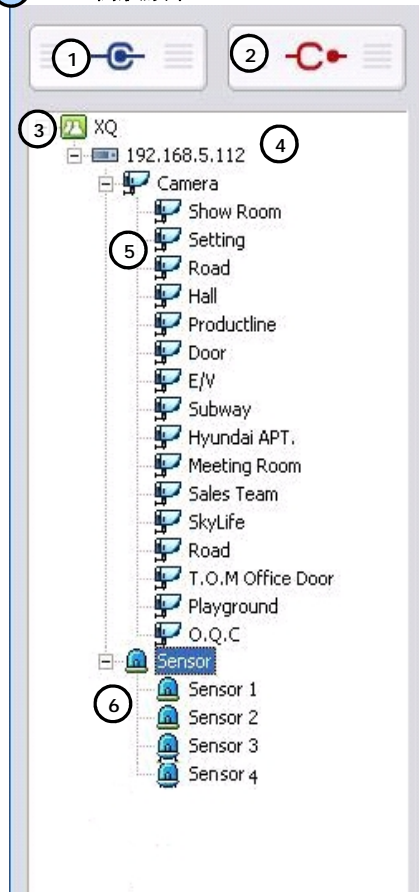 1
2
3 XQ
192.168.5.112 4
Camera
Show Room
5 Setting
Road
Hall
Productline
Door
E/V
Subway
Hyundai APT.
Meeting Room
Sales Team
SkyLife
Road
T.O.M Office Door
Playground
O.Q.C
Sensor
Sensor 1
6 Sensor 2
Sensor 3
Sensor 4